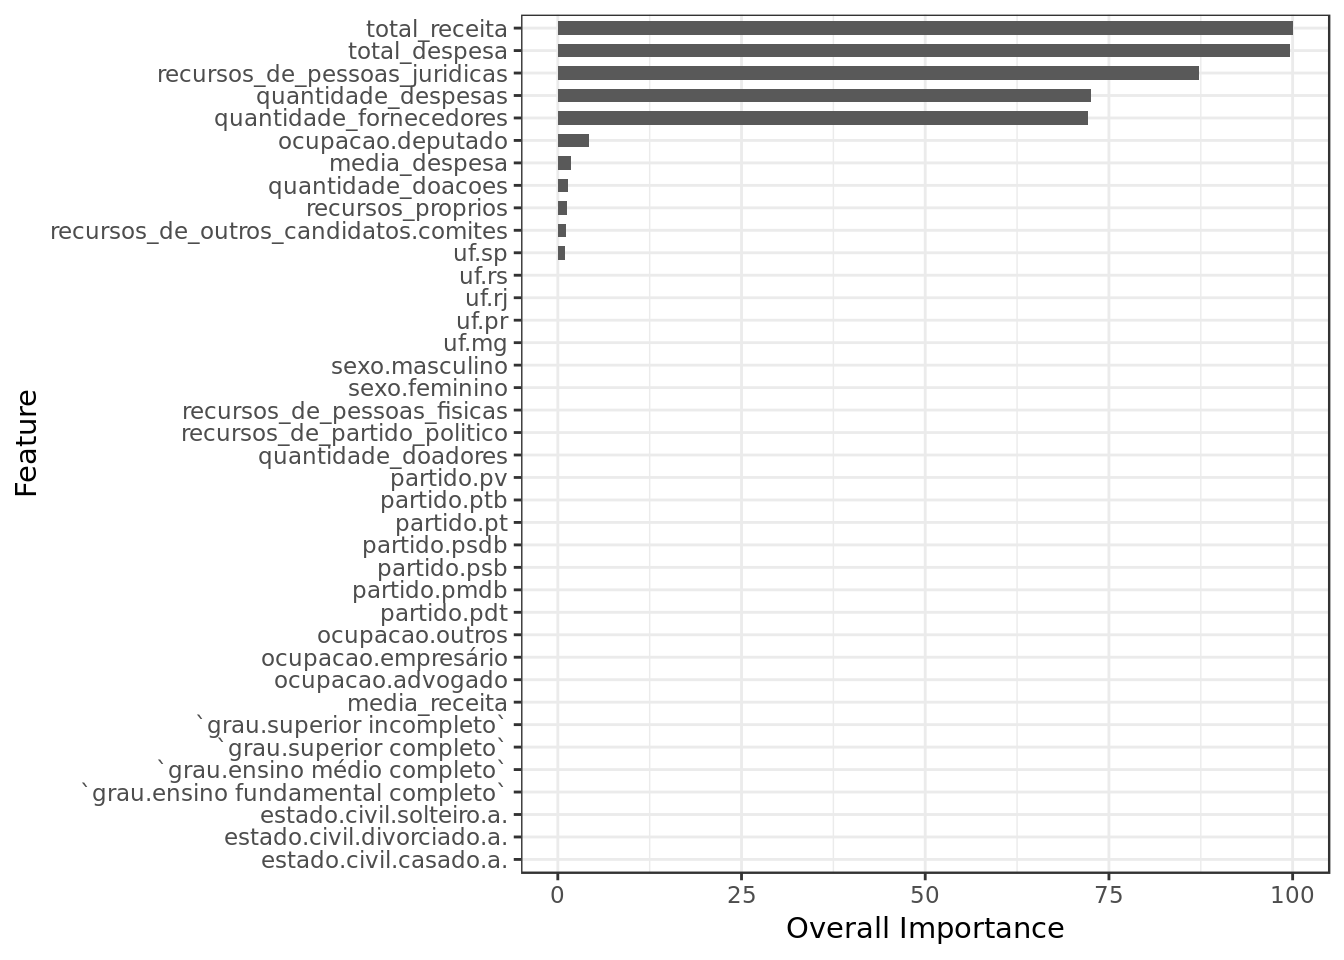 total_receita
total_despesa
recursos_de_pessoas_juridicas
quantidade_despesas
quantidade_fornecedores
ocupacao.deputado
media_despesa
quantidade_doacoes
recursos_proprios
recursos_de_outros_candidatos.comites
uf.sp
uf.rs
uf.rj
uf.pr
uf.mg
sexo.masculino
sexo.feminino
recursos_de_pessoas_fisicas
recursos_de_partido_politico
quantidade_doadores
partido.pv
partido.ptb
partido.pt
partido.psdb
partido.psb
partido.pmdb
partido.pdt
ocupacao.outros
ocupacao.empresário
ocupacao.advogado
media_receita
`grau.superior incompleto`
`grau.superior completo`
`grau.ensino médio completo`
`grau.ensino fundamental completo`
estado.civil.solteiro.a.
estado.civil.divorciado.a.
estado.civil.casado.a.
Feature
0 25 50 75 100
Overall Importance